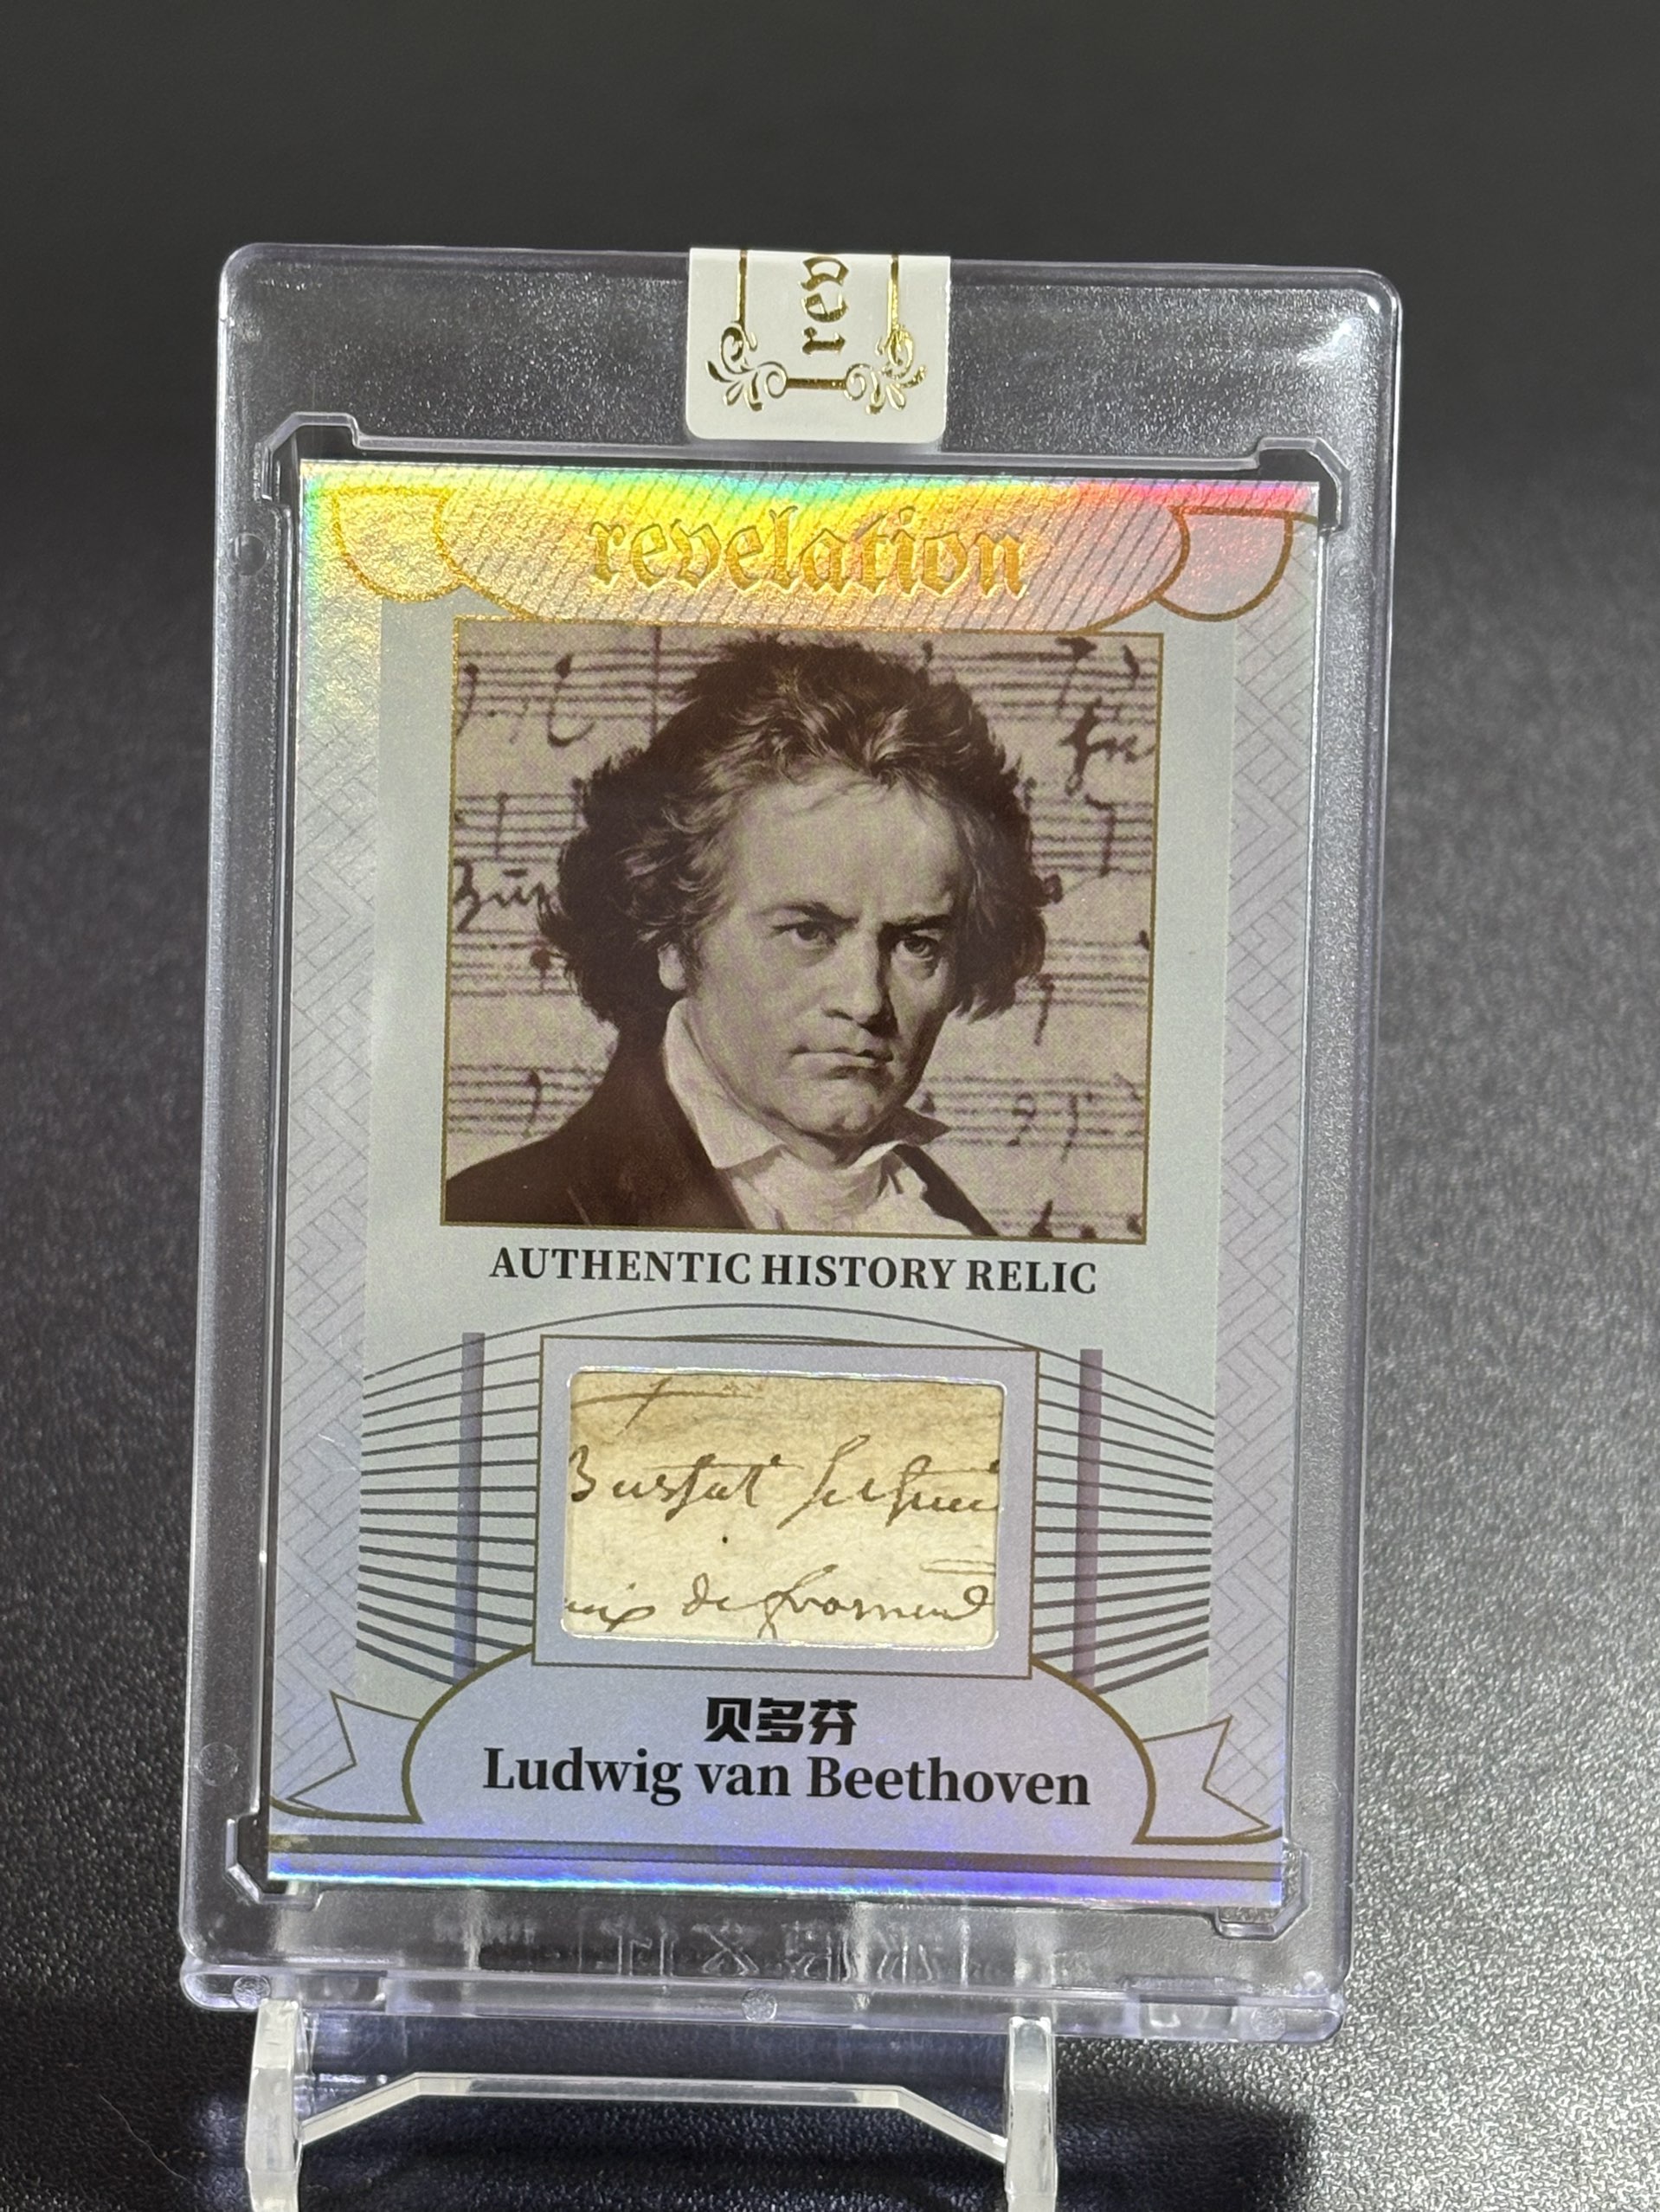 rev
revelation
AUTHENTIC HISTORY RELIC
贝多芬
Ludwig van Beethoven